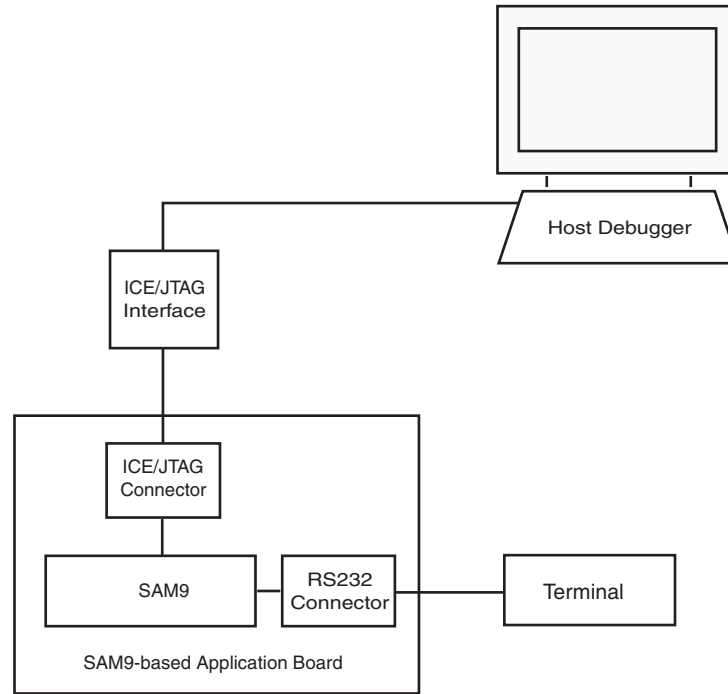 Host Debugger
ICE/JTAG
Interface
ICE/JTAG
Connector
SAM9
RS232
Connector
Terminal
SAM9-based Application Board